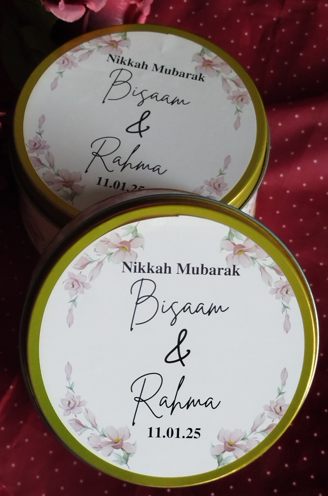 Nikkah Mubarak
Bisaam
&
Rahma
11.01.25
Nikkah Mubarak
Bisaam
&
Rahma
11.01.25